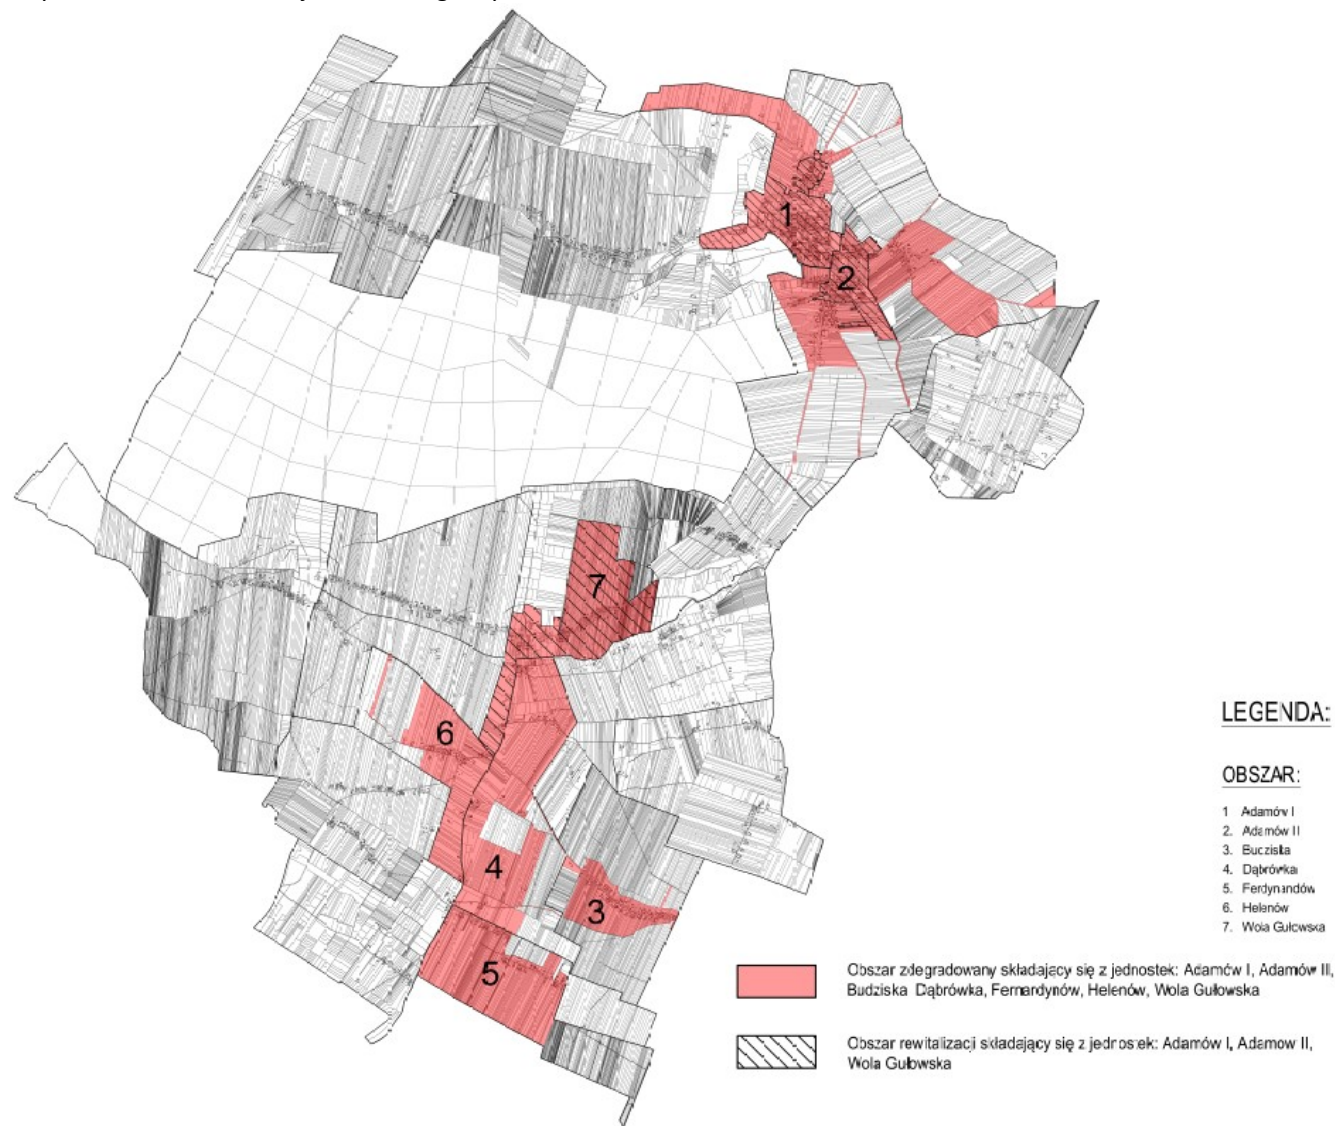 1
2
7
6
4
3
5
LEGENDA:
OBSZAR:
1 Adamów I
2. Adamów II
3. Budziska
4. Dąbrówka
5. Ferdynandów
6. Helenów
7. Wola Gułowska
Obszar zdegradowany składający się z jednostek: Adamów I, Adamów II,
Budziska Dąbrówka, Fernardynów, Helenów, Wola Gułowska
Obszar rewitalizacji składający się z jednostek: Adamów I, Adamow II,
Wola Gułowska